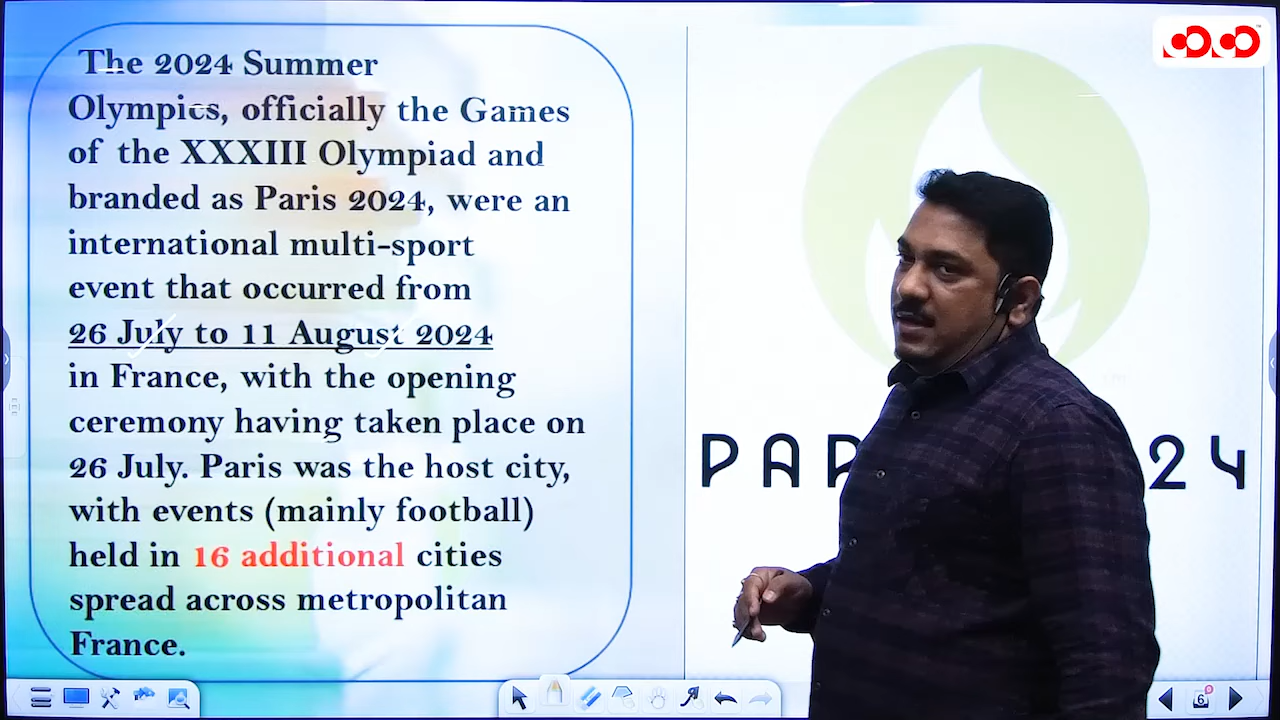 The 2024 Summer
Olympics, officially the Games
of the XXXIII Olympiad and
branded as Paris 2024, were an
international multi-sport
event that occurred from
26 July to 11 August 2024
in France, with the opening
ceremony having taken place on
26 July. Paris was the host city,
with events (mainly football)
held in 16 additional cities
spread across metropolitan
France.
PAR 24
6